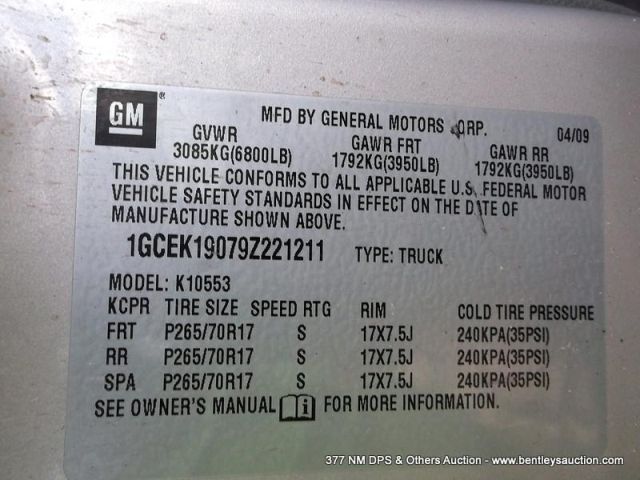 GM ® MFD BY GENERAL MOTORS CORP. 04/09
GVWR GAWR FRT GAWR RR
3085KG(6800LB) 1792KG(3950LB) 1792KG(3950LB)
THIS VEHICLE CONFORMS TO ALL APPLICABLE U.S. FEDERAL MOTOR
VEHICLE SAFETY STANDARDS IN EFFECT ON THE DATE OF
MANUFACTURE SHOWN ABOVE.
1GCEK19079Z221211 TYPE: TRUCK
MODEL: K10553
KCPR TIRE SIZE SPEED RTG RIM COLD TIRE PRESSURE
FRT P265/70R17 S 17X7.5J 240KPA(35PSI)
RR P265/70R17 S 17X7.5J 240KPA(35PSI)
SPA P265/70R17 S 17X7.5J 240KPA(35PSI)
SEE OWNER'S MANUAL FOR MORE INFORMATION.
377 NM DPS & Others Auction - www.bentleysauction.com